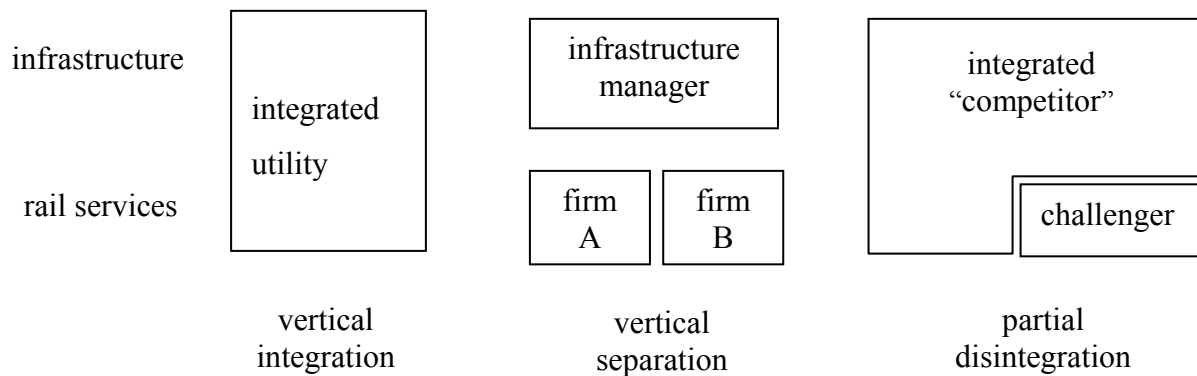 infrastructure
rail services
integrated
utility
vertical
integration
infrastructure
manager
firm
A
firm
B
vertical
separation
integrated
“competitor”
challenger
partial
disintegration